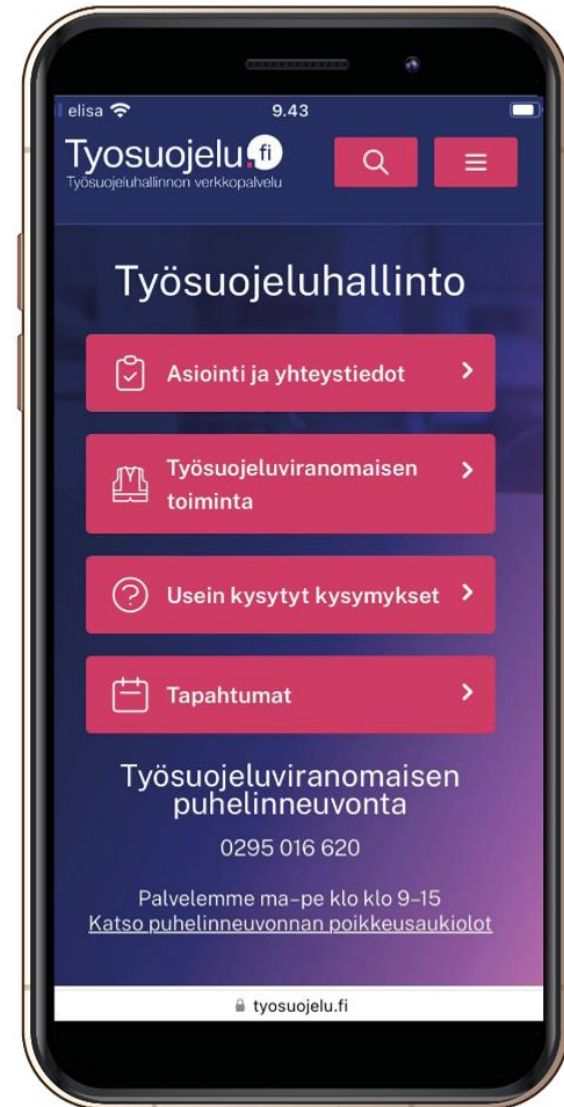 elisa 9.43
Tyosuojelu.fi
Työsuojeluhallinnon verkkopalvelu
Työsuojeluhallinto
Asiointi ja yhteystiedot
Työsuojeluviranomaisen
toiminta
Usein kysytyt kysymykset
Tapahtumat
Työsuojeluviranomaisen
puhelinneuvonta
0295 016 620
Palvelemme ma–pe klo klo 9–15
Katso puhelinneuvonnan poikkeusaukiolot
tyosuojelu.fi